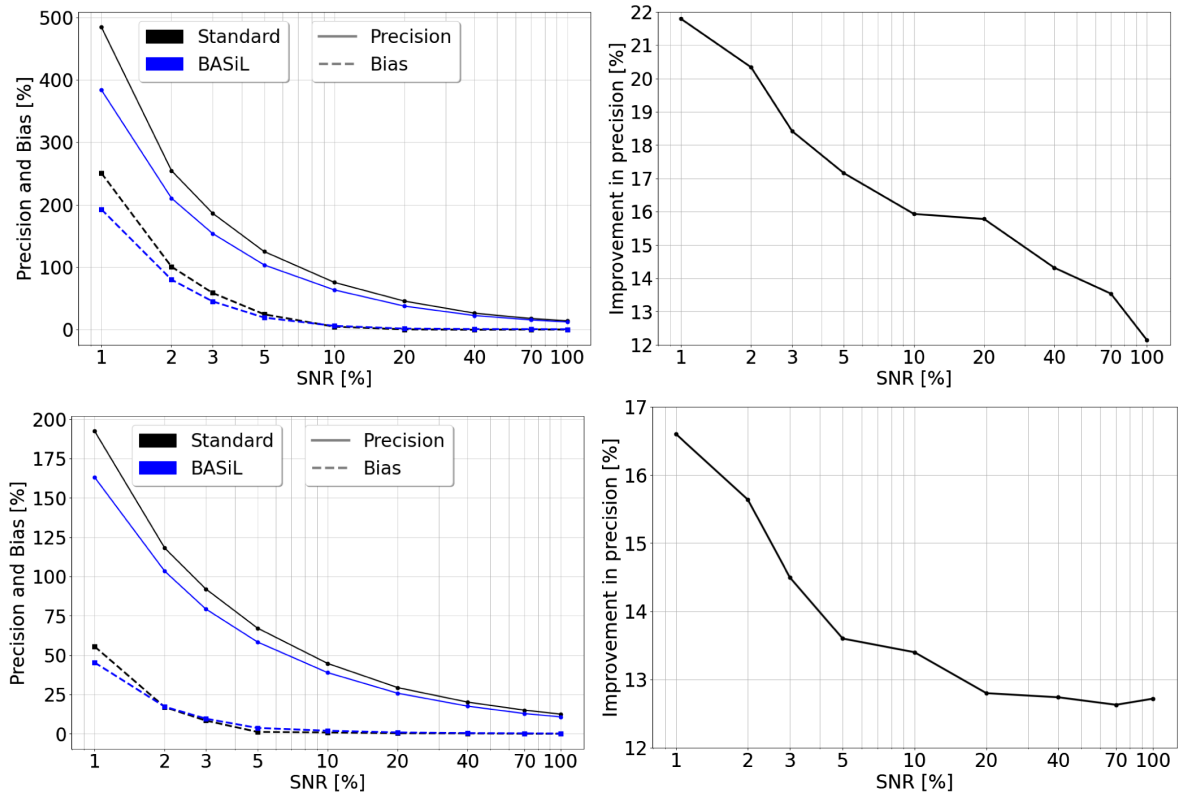 Precision and Bias [%]
500
400
300
200
100
0
Standard
BASiL
Precision
Bias
1 2 3 5 10 20 40 70 100
SNR [%]
Improvement in precision [%]
22
21
20
19
18
17
16
15
14
13
12
1 2 3 5 10 20 40 70 100
SNR [%]
Precision and Bias [%]
200
175
150
125
100
75
50
25
0
Standard
BASiL
Precision
Bias
1 2 3 5 10 20 40 70 100
SNR [%]
Improvement in precision [%]
17
16
15
14
13
12
1 2 3 5 10 20 40 70 100
SNR [%]